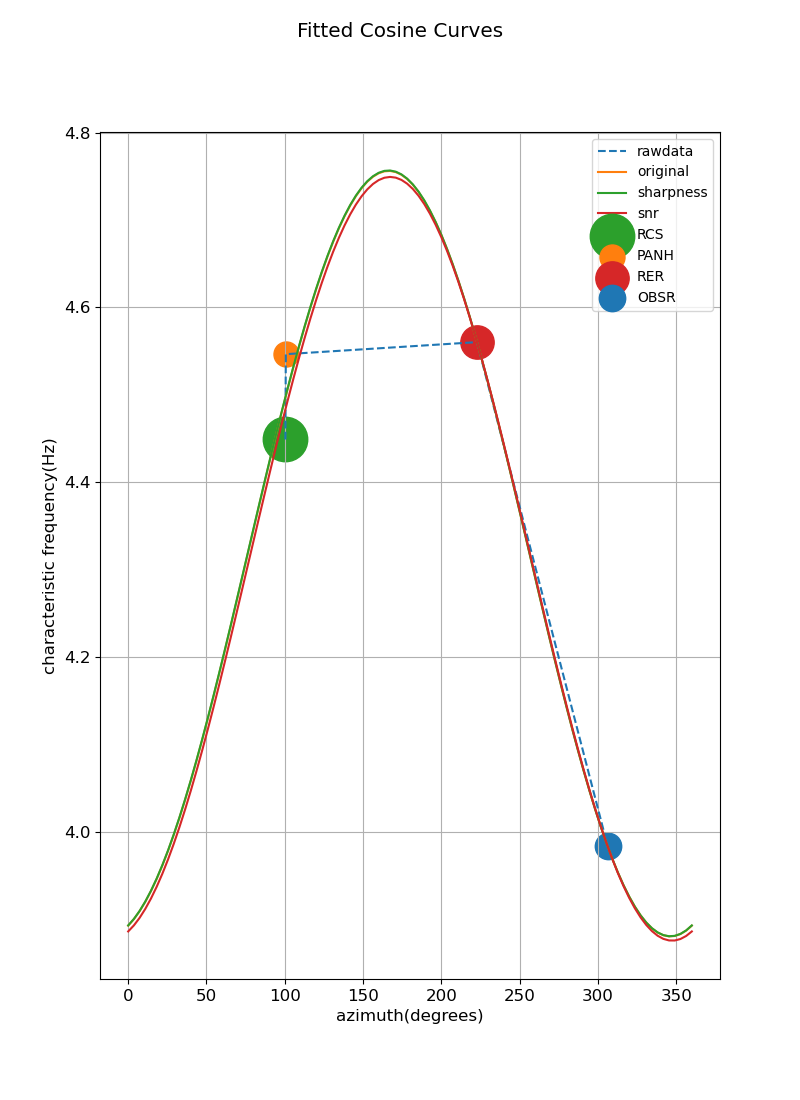 Fitted Cosine Curves
4.8
4.6
4.4
4.2
4.0
characteristic frequency(Hz)
rawdata
original
sharpness
snr
RCS
PANH
RER
OBSR
0 50 100 150 200 250 300 350
azimuth(degrees)